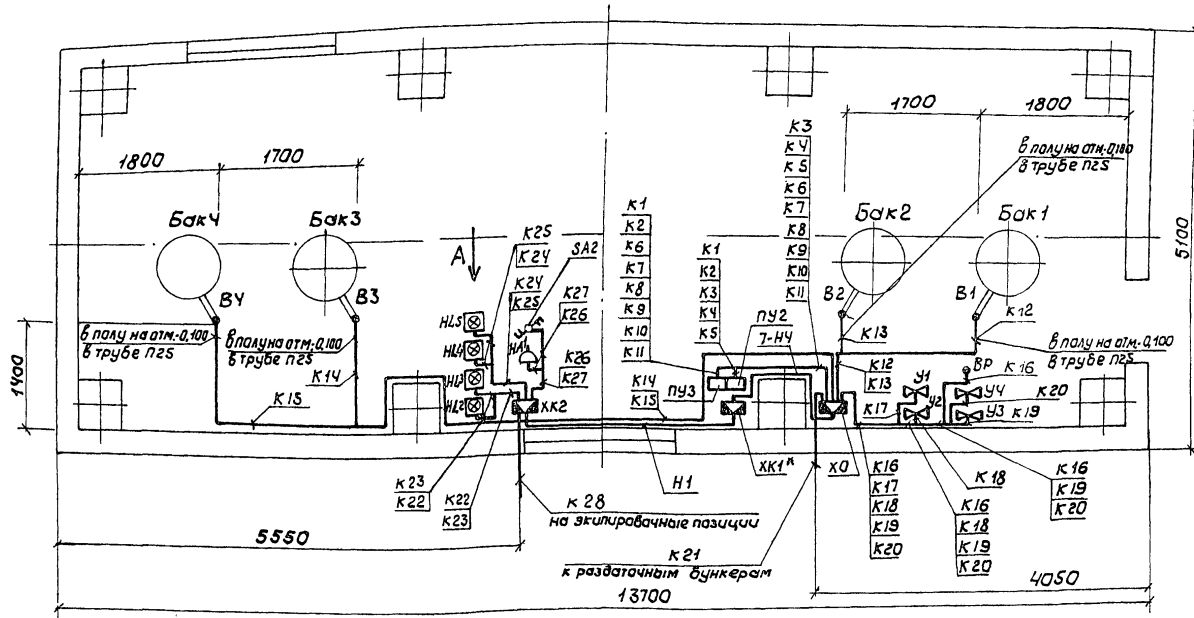 1700
1800
в полу на отм.-0,100
в трубе П25
1800
1700
5100
Бак4
Бак3
Бак2
Бак1
А
К25
К24
SA2
К24
К25
К27
К26
К26
К27
К1
К2
К6
К7
К8
К9
К10
К11
К1
К2
К3
К4
К5
К3
К4
К5
К6
К7
К8
К9
К10
К11
ПУ2
7-Н4
В4
В3
В2
В1
К13
К12
в полу на отм.-0,100
в трубе П25
в полу на отм.-0,100
в трубе П25
в полу на отм.-0,100
в трубе П25
1400
HL5
HL4
HL3
HL2
НА1
К14
К15
ХК2
К14
К15
ПУ3
К12
К13
ВР
К16
У1
У2
У4
У3
К20
К19
К17
К18
К23
К22
К22
К23
Н1
ХК1*
ХО
К16
К17
К18
К19
К20
К16
К18
К19
К20
К16
К19
К20
К28
на экипировачные позиции
К21
к раздаточным бункерам
5550
4050
13700